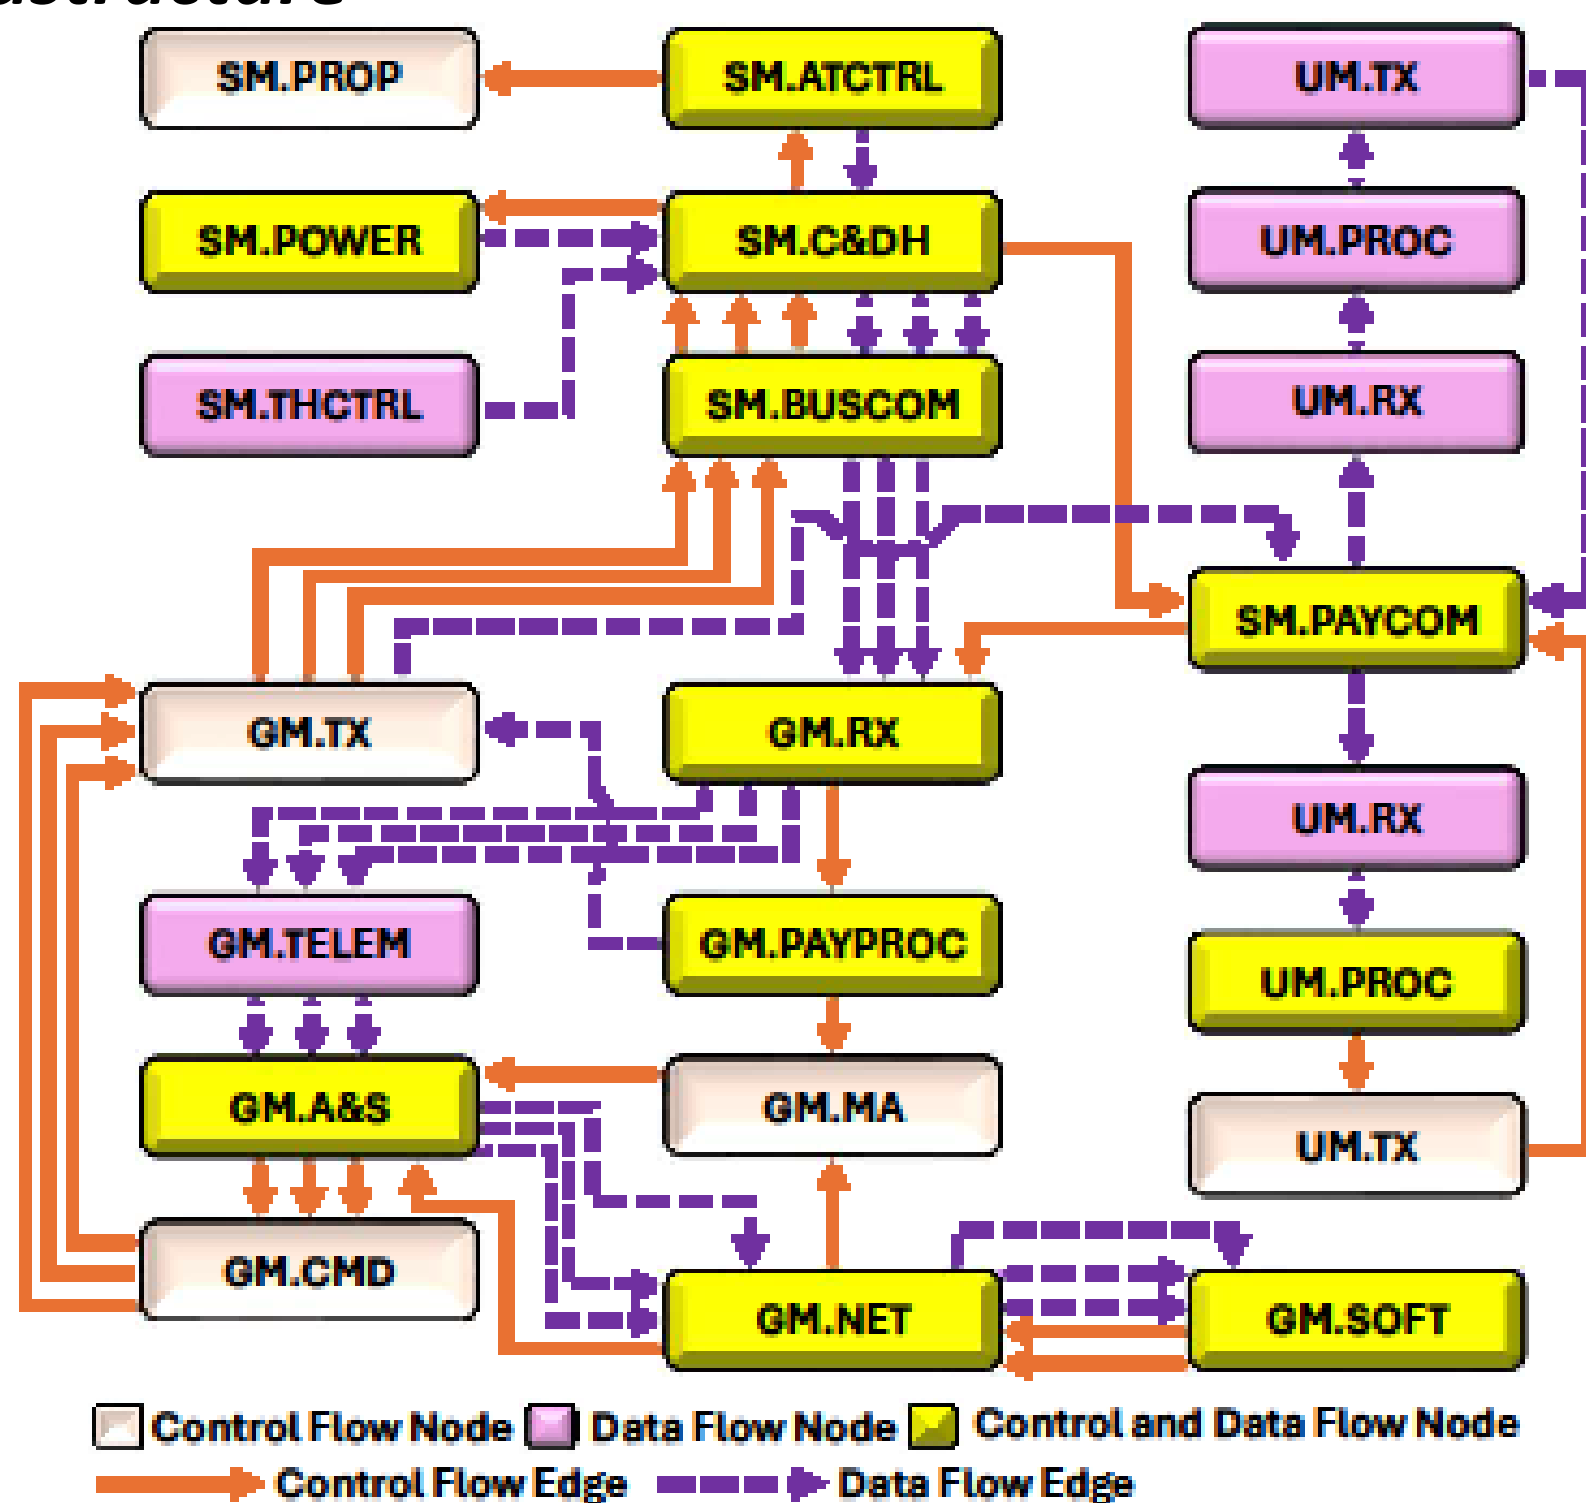 SM.PROP
SM.ATCTRL
UM.TX
SM.POWER
SM.C&DH
UM.PROC
SM.THCTRL
SM.BUSCOM
UM.RX
SM.PAYCOM
GM.TX
GM.RX
UM.RX
GM.TELEM
GM.PAYPROC
UM.PROC
GM.A&S
GM.MA
UM.TX
GM.CMD
GM.NET
GM.SOFT
Control Flow Node Data Flow Node Control and Data Flow Node
Control Flow Edge Data Flow Edge